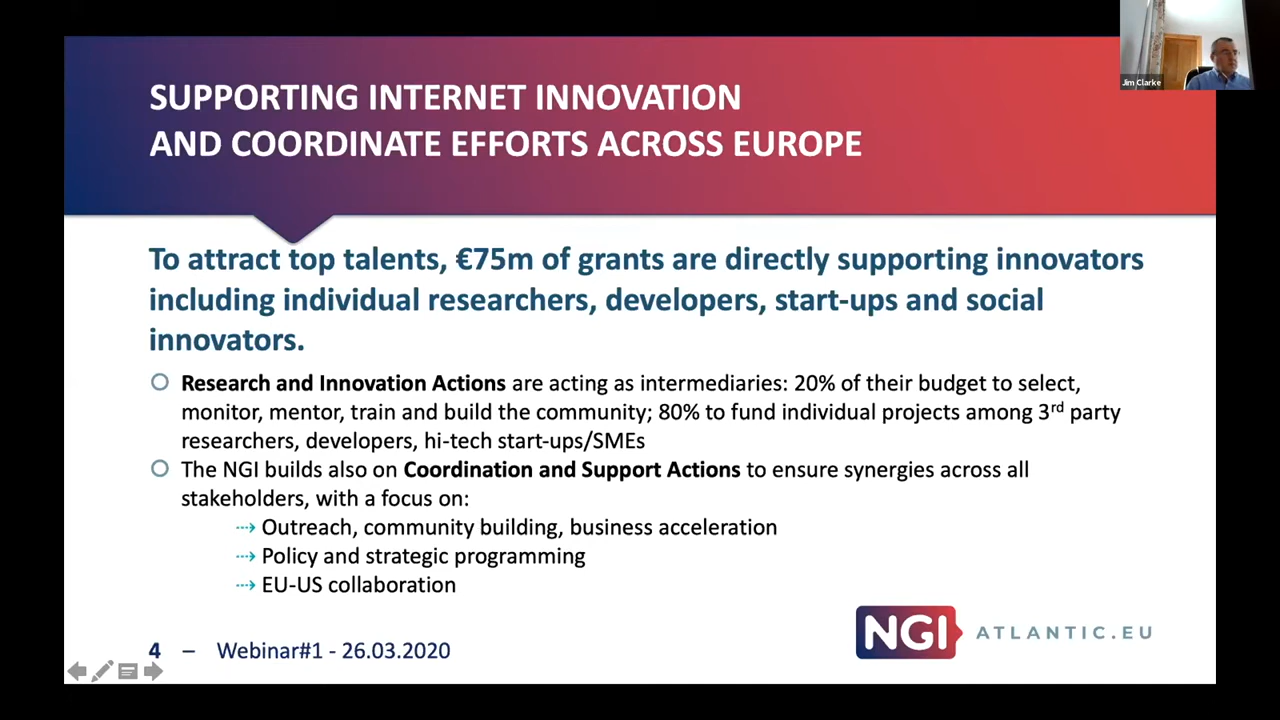 Jim Clarke
SUPPORTING INTERNET INNOVATION
AND COORDINATE EFFORTS ACROSS EUROPE
To attract top talents, €75m of grants are directly supporting innovators
including individual researchers, developers, start-ups and social
innovators.
Research and Innovation Actions are acting as intermediaries: 20% of their budget to select,
monitor, mentor, train and build the community; 80% to fund individual projects among 3rd party
researchers, developers, hi-tech start-ups/SMEs
The NGI builds also on Coordination and Support Actions to ensure synergies across all
stakeholders, with a focus on:
Outreach, community building, business acceleration
Policy and strategic programming
EU-US collaboration
4 – Webinar#1 - 26.03.2020
NGI ATLANTIC.EU